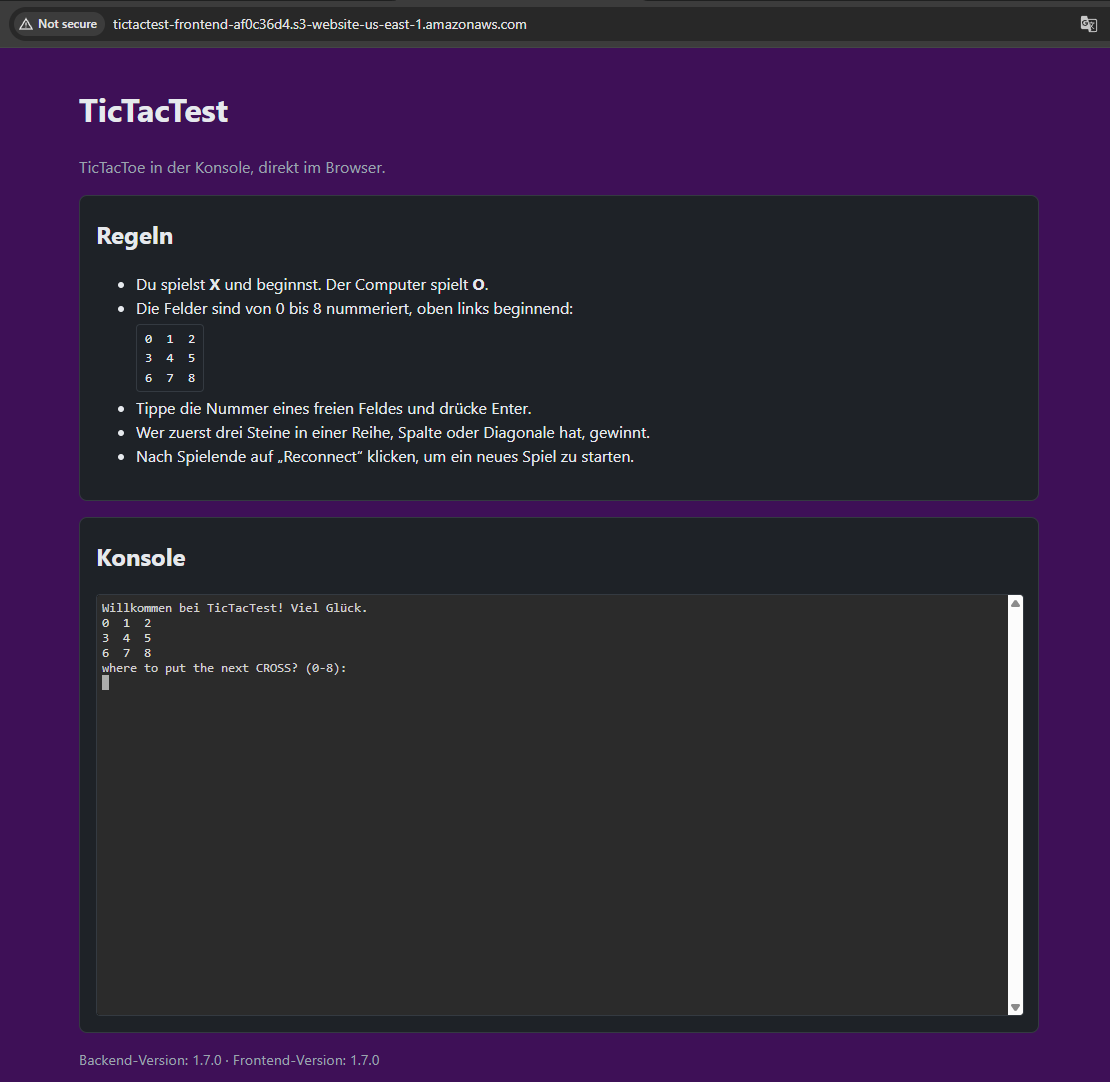 Not secure
tictactest-frontend-af0c36d4.s3-website-us-east-1.amazonaws.com
TicTacTest
TicTacToe in der Konsole, direkt im Browser.
Regeln
Du spielst X und beginnst. Der Computer spielt O.
Die Felder sind von 0 bis 8 nummeriert, oben links beginnend:
0 1 2
3 4 5
6 7 8
Tippe die Nummer eines freien Feldes und drücke Enter.
Wer zuerst drei Steine in einer Reihe, Spalte oder Diagonale hat, gewinnt.
Nach Spielende auf „Reconnect“ klicken, um ein neues Spiel zu starten.
Konsole
Willkommen bei TicTacTest! Viel Glück.
0 1 2
3 4 5
6 7 8
where to put the next CROSS? (0-8):
Backend-Version: 1.7.0 · Frontend-Version: 1.7.0